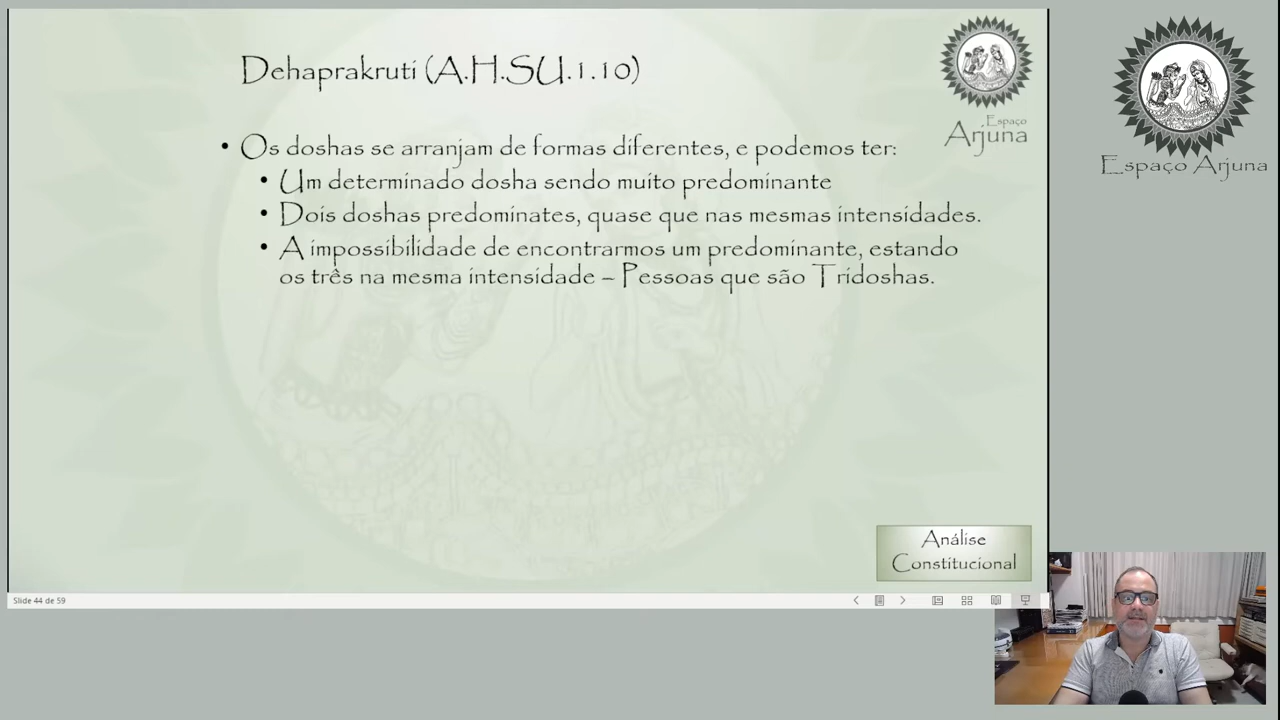 Dehaprakruti (A.H.SU.1.10)
Espaço
Arjuna
Espaço Arjuna
• Os doshas se arranjam de formas diferentes, e podemos ter:
• Um determinado dosha sendo muito predominante
• Dois doshas predominates, quase que nas mesmas intensidades.
• A impossibilidade de encontrarmos um predominante, estando
os três na mesma intensidade – Pessoas que são Tridoshas.
Análise
Constitucional
Slide 44 de 59